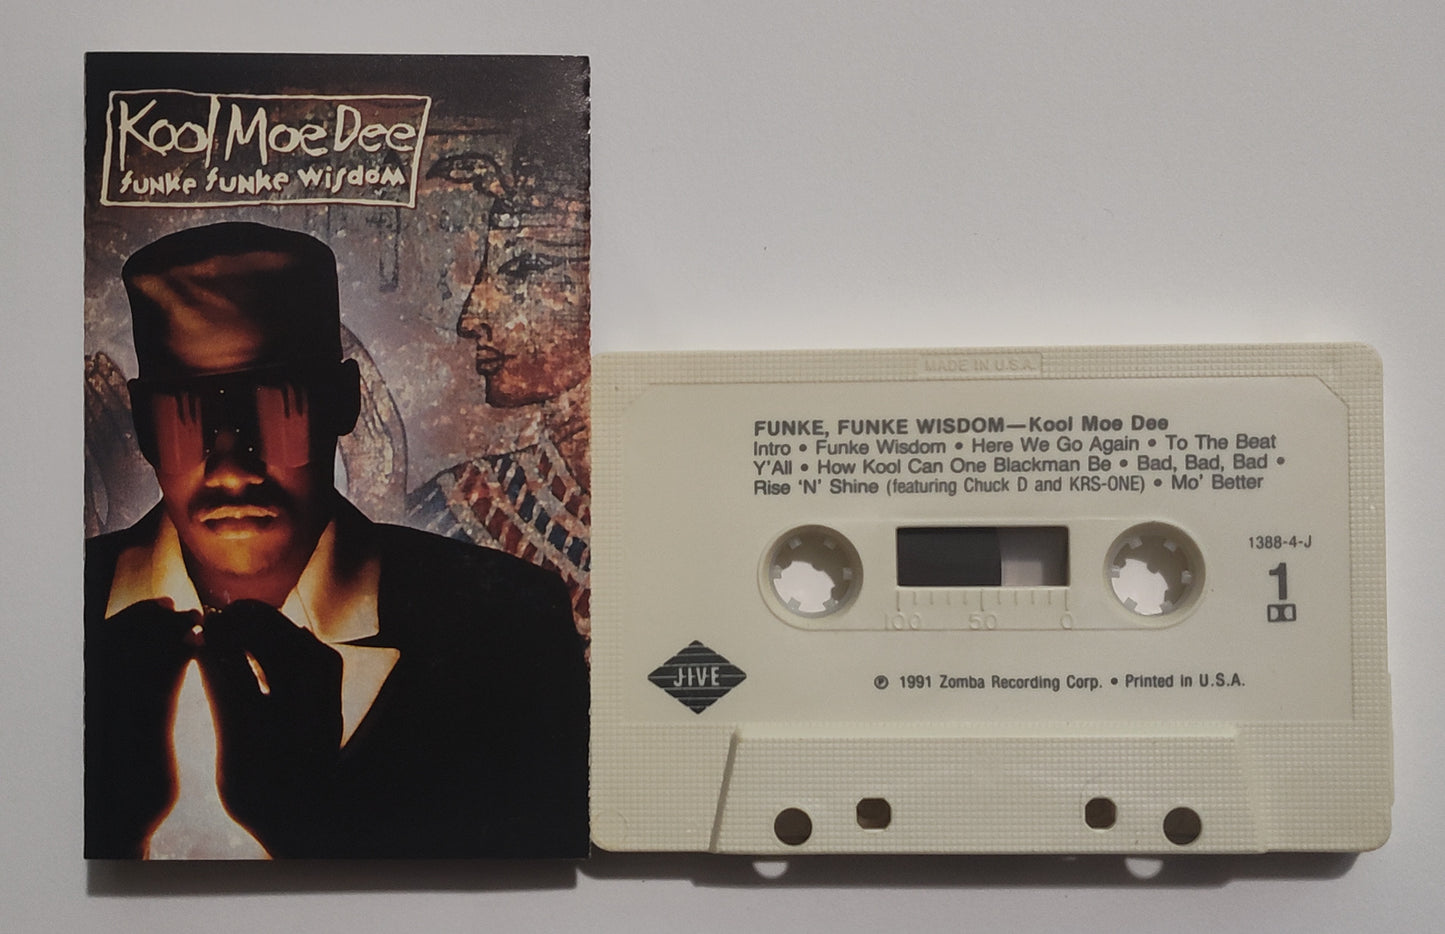 Kool Moe Dee
funke funke wisdom
MADE IN U.S.A.
FUNKE, FUNKE WISDOM—Kool Moe Dee
Intro • Funke Wisdom • Here We Go Again • To The Beat
Y'All • How Kool Can One Blackman Be • Bad, Bad, Bad •
Rise 'N' Shine (featuring Chuck D and KRS-ONE) • Mo' Better
1388-4-J
1
100 50 0
JIVE
℗ 1991 Zomba Recording Corp. • Printed in U.S.A.